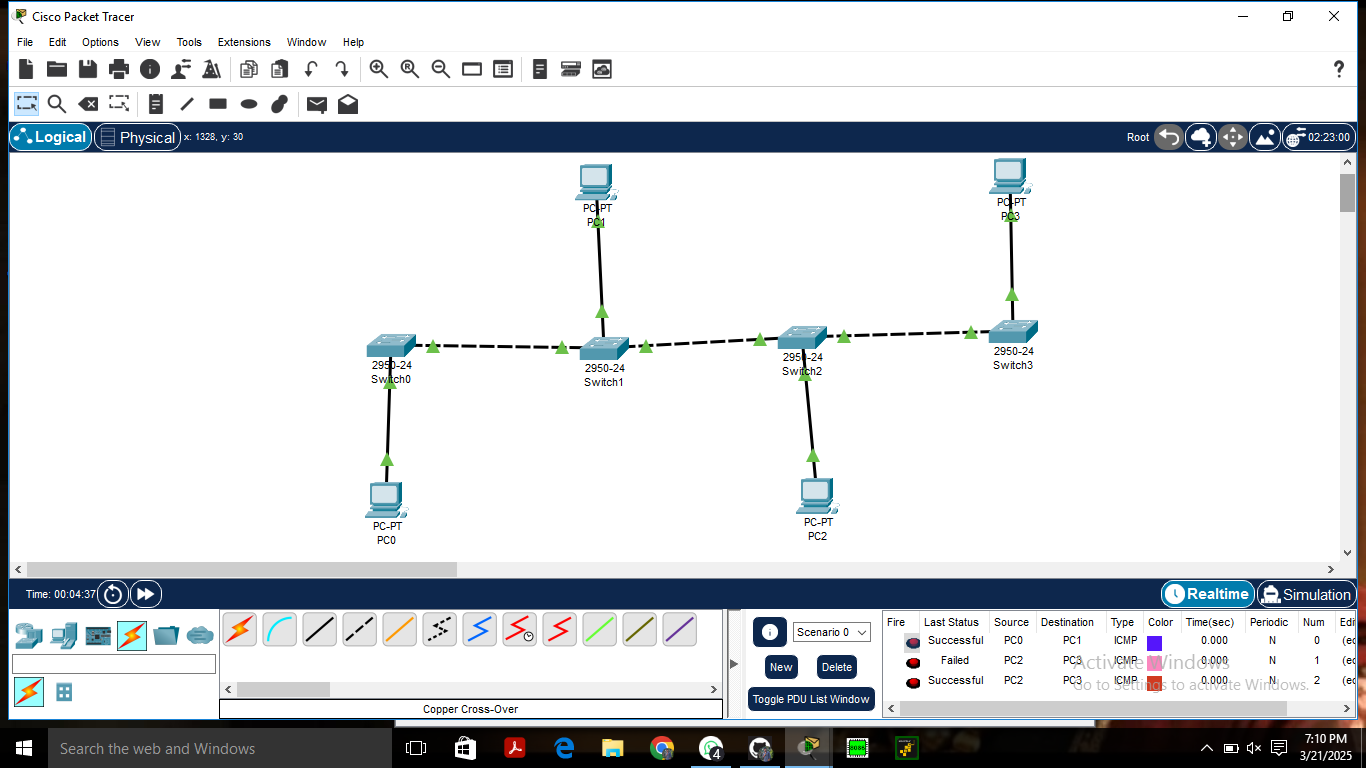 Cisco Packet Tracer
File Edit Options View Tools Extensions Window Help
Logical Physical x: 1328, y: 30 Root 02:23:00
PC-PT
PC1
PC-PT
PC3
2950-24
Switch0
2950-24
Switch1
2950-24
Switch2
2950-24
Switch3
PC-PT
PC0
PC-PT
PC2
Time: 00:04:37 Realtime Simulation
Scenario 0
New Delete
Toggle PDU List Window
Copper Cross-Over
Fire Last Status Source Destination Type Color Time(sec) Periodic Num Edi
Successful PC0 PC1 ICMP 0.000 N 0 (ec
Failed PC2 PC3 ICMP 0.000 N 1 (ec
Successful PC2 PC3 ICMP 0.000 N 2 (ec
Activate Windows
Go to Settings to activate Windows.
Search the web and Windows
4
8086
7:10 PM
3/21/2025